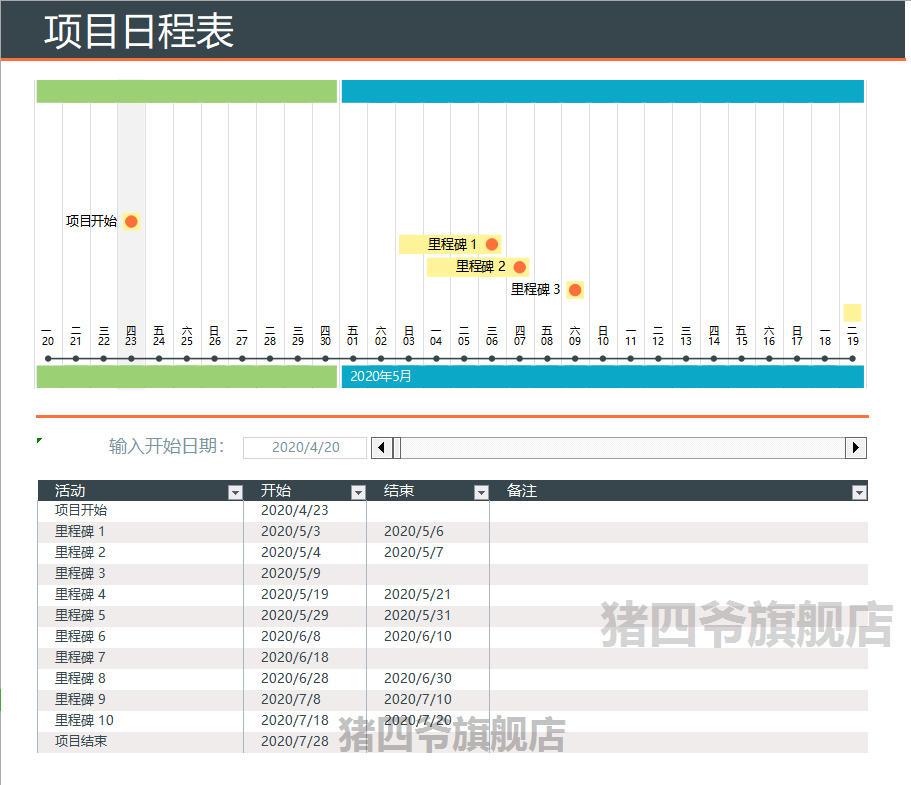 项目日程表
项目开始
里程碑 1
里程碑 2
里程碑 3
一 二 三 四 五 六 日 一 二 三 四 五 六 日 一 二 三 四 五 六 日 一 二 三 四 五 六 日 一 二
20 21 22 23 24 25 26 27 28 29 30 01 02 03 04 05 06 07 08 09 10 11 12 13 14 15 16 17 18 19
2020年5月
输入开始日期： 2020/4/20
活动 开始 结束 备注
项目开始 2020/4/23
里程碑 1 2020/5/3 2020/5/6
里程碑 2 2020/5/4 2020/5/7
里程碑 3 2020/5/9
里程碑 4 2020/5/19 2020/5/21
里程碑 5 2020/5/29 2020/5/31
里程碑 6 2020/6/8 2020/6/10
猪四爷旗舰店
里程碑 7 2020/6/18
里程碑 8 2020/6/28 2020/6/30
里程碑 9 2020/7/8 2020/7/10
里程碑 10 2020/7/18 2020/7/20
猪四爷旗舰店
项目结束 2020/7/28